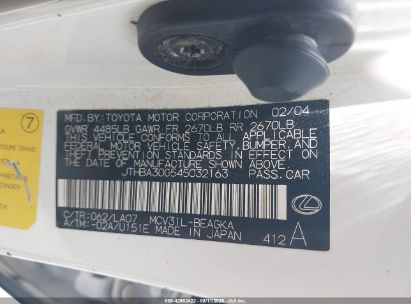 7
MFD. BY: TOYOTA MOTOR CORPORATION 02/04
GVWR 4485LB GAWR FR 2670LB RR 2670LB
THIS VEHICLE CONFORMS TO ALL APPLICABLE
FEDERAL MOTOR VEHICLE SAFETY, BUMPER, AND
THEFT PREVENTION STANDARDS IN EFFECT ON
THE DATE OF MANUFACTURE SHOWN ABOVE.
JTHBA30G545032163 PASS. CAR
C/TR: 062/LA07 MCV31L-BEAGKA
A/TM: -02A/U151E MADE IN JAPAN 412 A